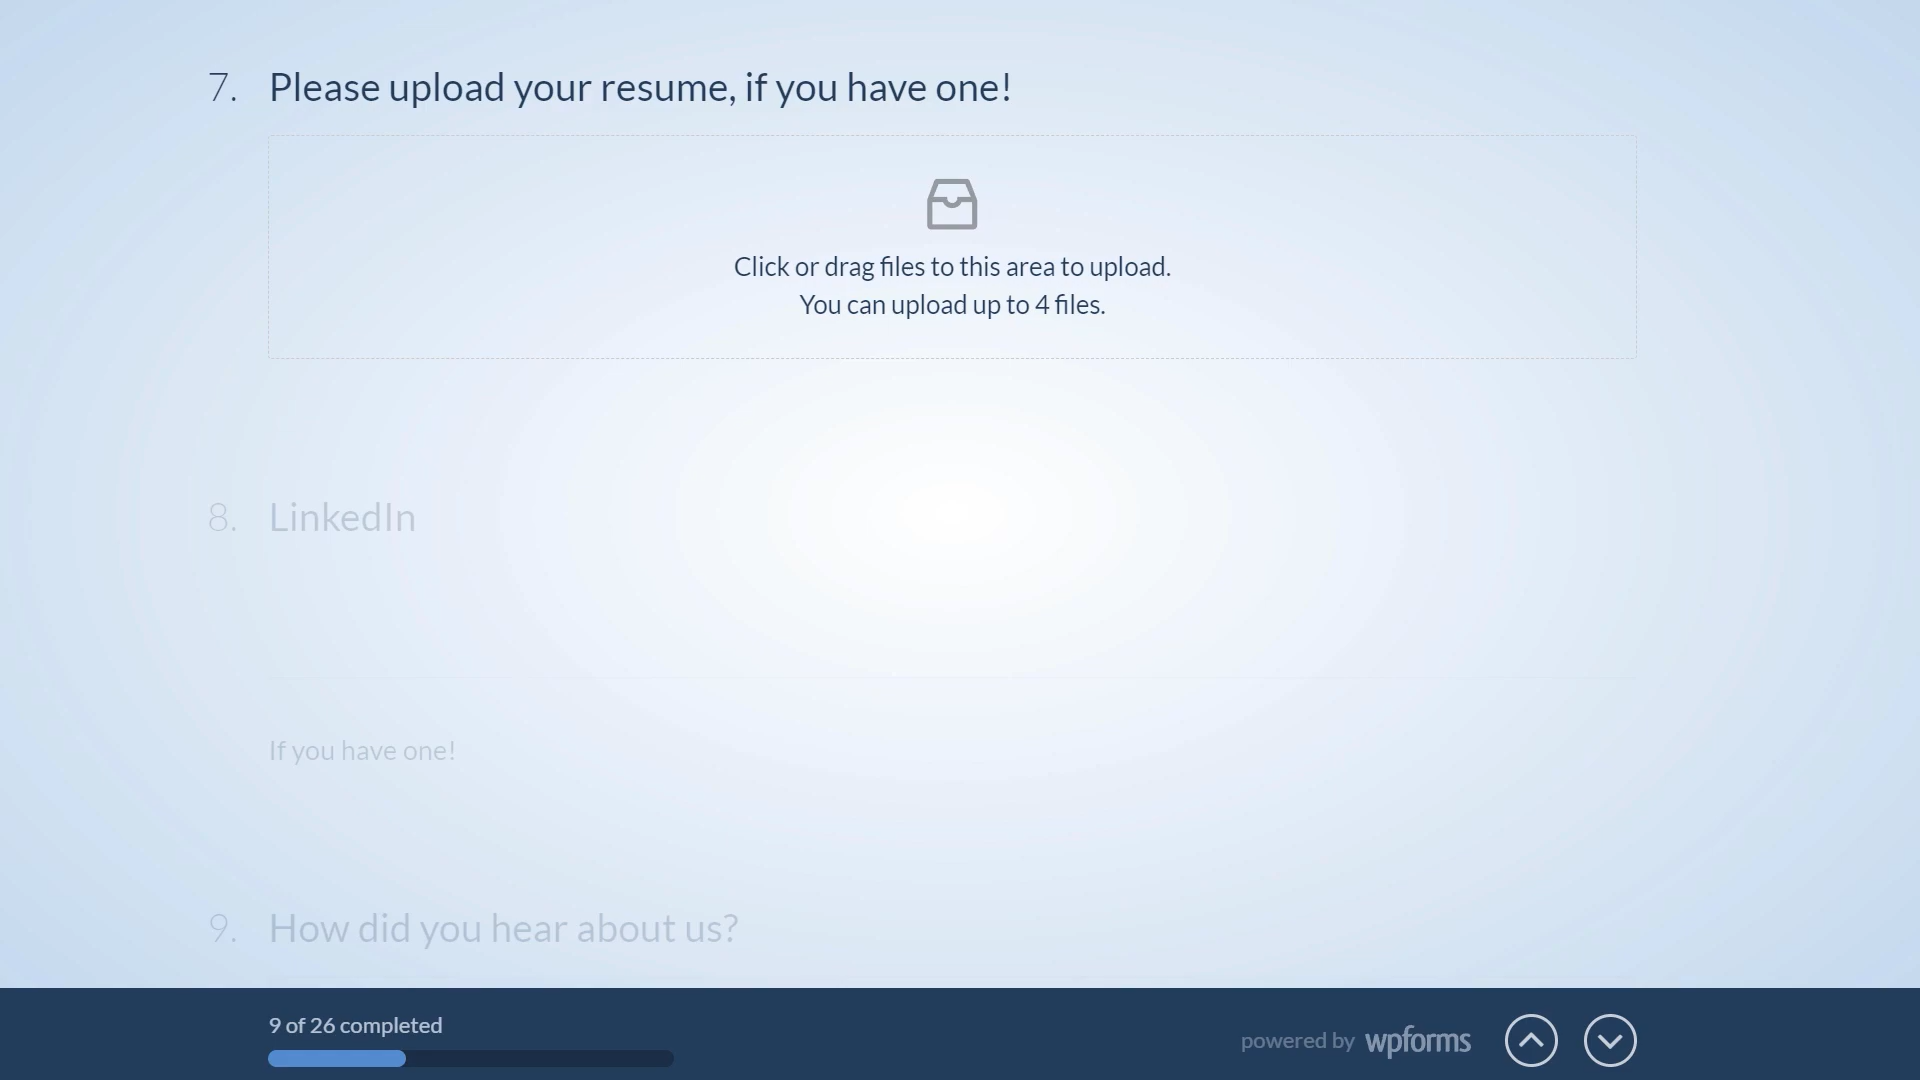 7. Please upload your resume, if you have one!
Click or drag files to this area to upload.
You can upload up to 4 files.
8. LinkedIn
If you have one!
9. How did you hear about us?
9 of 26 completed
powered by wpforms